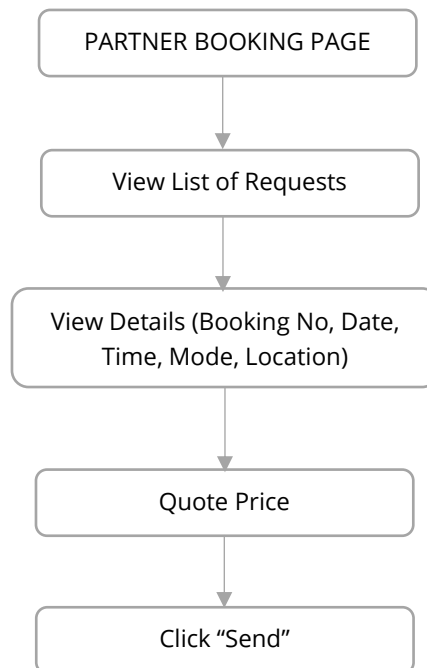 PARTNER BOOKING PAGE
View List of Requests
View Details (Booking No, Date,
Time, Mode, Location)
Quote Price
Click “Send”